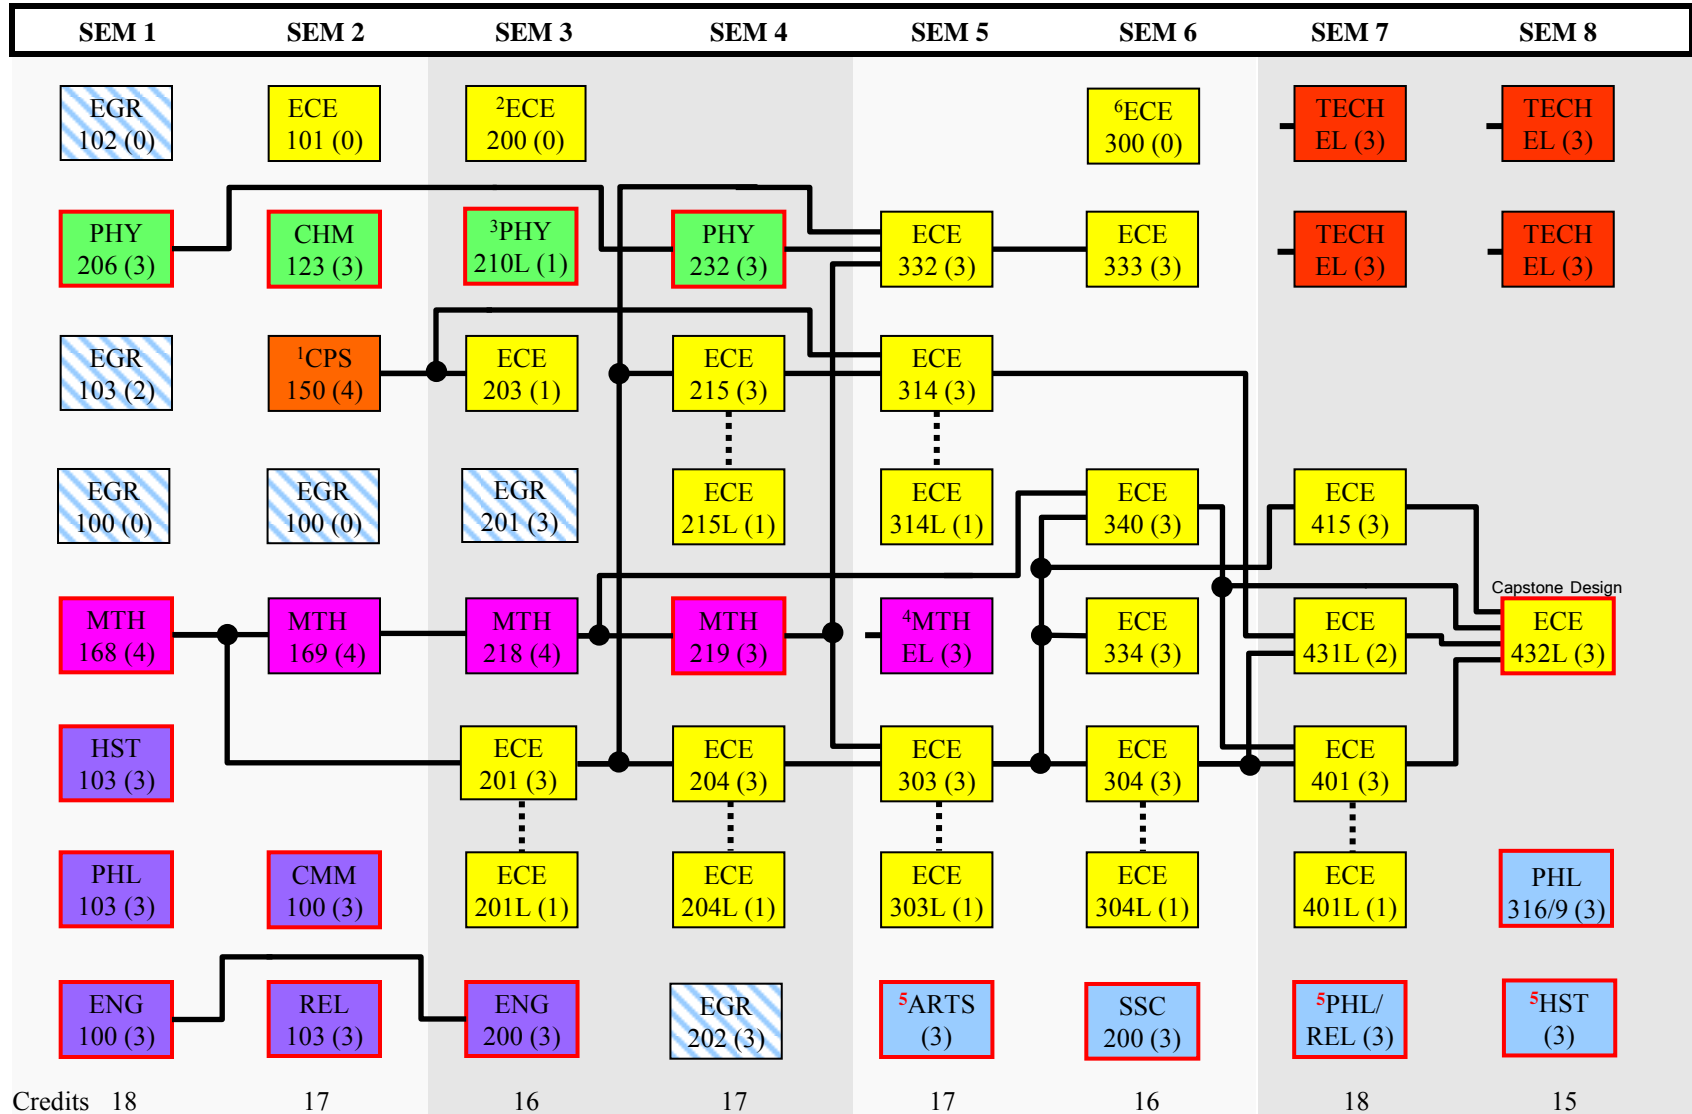 SEM 1 SEM 2 SEM 3 SEM 4 SEM 5 SEM 6 SEM 7 SEM 8
EGR
102 (0)
ECE
101 (0)
²ECE
200 (0)
⁶ECE
300 (0)
TECH
EL (3)
TECH
EL (3)
PHY
206 (3)
CHM
123 (3)
³PHY
210L (1)
PHY
232 (3)
ECE
332 (3)
ECE
333 (3)
TECH
EL (3)
TECH
EL (3)
EGR
103 (2)
¹CPS
150 (4)
ECE
203 (1)
ECE
215 (3)
ECE
314 (3)
EGR
100 (0)
EGR
100 (0)
EGR
201 (3)
ECE
215L (1)
ECE
314L (1)
ECE
340 (3)
ECE
415 (3)
MTH
168 (4)
MTH
169 (4)
MTH
218 (4)
MTH
219 (3)
⁴MTH
EL (3)
ECE
334 (3)
ECE
431L (2)
Capstone Design
ECE
432L (3)
HST
103 (3)
ECE
201 (3)
ECE
204 (3)
ECE
303 (3)
ECE
304 (3)
ECE
401 (3)
PHL
103 (3)
CMM
100 (3)
ECE
201L (1)
ECE
204L (1)
ECE
303L (1)
ECE
304L (1)
ECE
401L (1)
PHL
316/9 (3)
ENG
100 (3)
REL
103 (3)
ENG
200 (3)
EGR
202 (3)
⁵ARTS
(3)
SSC
200 (3)
⁵PHL/
REL (3)
⁵HST
(3)
Credits 18 17 16 17 17 16 18 15